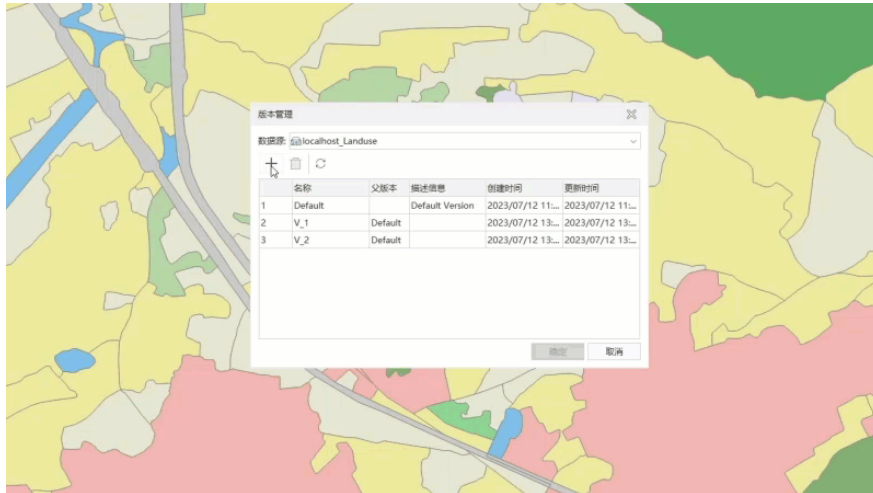 版本管理
数据源: localhost_Landuse
名称 父版本 描述信息 创建时间 更新时间
1 Default Default Version 2023/07/12 11:... 2023/07/12 11:...
2 V_1 Default 2023/07/12 13:... 2023/07/12 13:...
3 V_2 Default 2023/07/12 13:... 2023/07/12 13:...
确定 取消